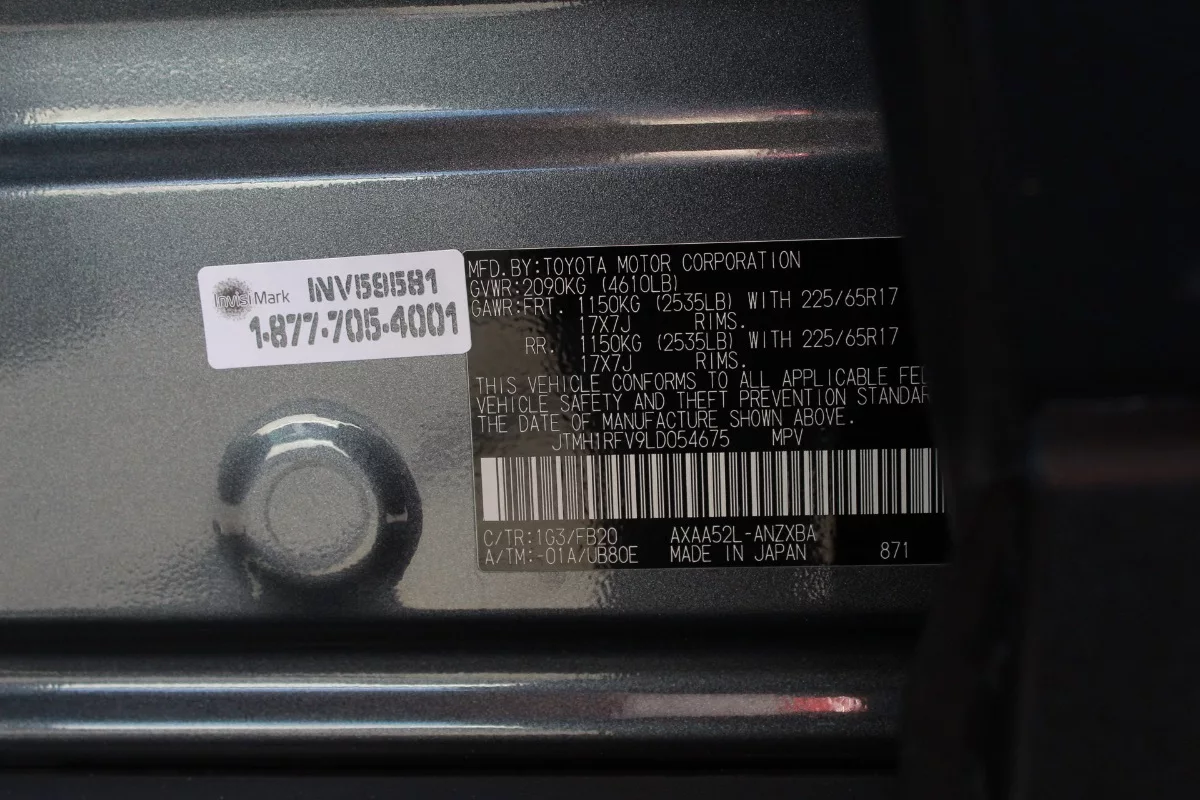 InvisiMark INV59581
1-877-705-4001
MFD.BY:TOYOTA MOTOR CORPORATION
GVWR:2090KG (4610LB)
GAWR:FRT. 1150KG (2535LB) WITH 225/65R17
17X7J RIMS.
RR. 1150KG (2535LB) WITH 225/65R17
17X7J RIMS.
THIS VEHICLE CONFORMS TO ALL APPLICABLE FED
VEHICLE SAFETY AND THEFT PREVENTION STANDAR
THE DATE OF MANUFACTURE SHOWN ABOVE.
JTMH1RFV9LD054675 MPV
C/TR:1G3/FB20 AXAA52L-ANZXBA
A/TM:-01A/UB80E MADE IN JAPAN 871